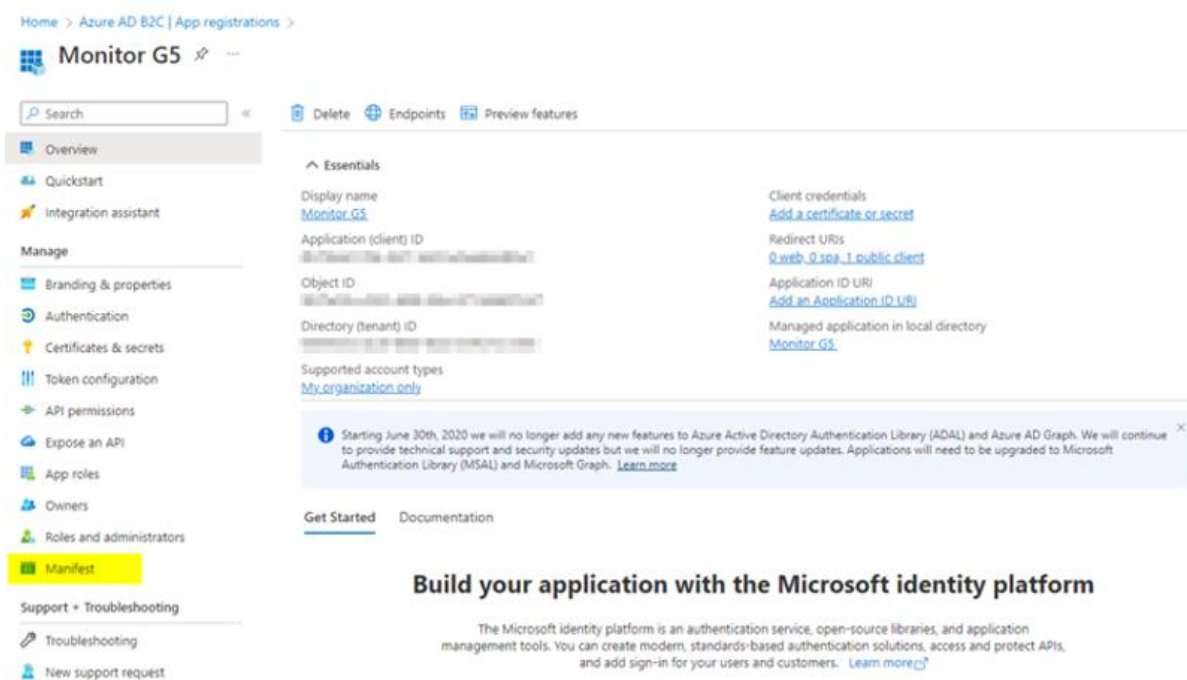 Home > Azure AD B2C | App registrations >
Monitor G5
Search
Delete
Endpoints
Preview features
Overview
Quickstart
Integration assistant
Manage
Branding & properties
Authentication
Certificates & secrets
Token configuration
API permissions
Expose an API
App roles
Owners
Roles and administrators
Manifest
Support + Troubleshooting
Troubleshooting
New support request
Essentials
Display name
Monitor G5
Application (client) ID
Object ID
Directory (tenant) ID
Supported account types
My organization only
Client credentials
Add a certificate or secret
Redirect URIs
0 web, 0 spa, 1 public client
Application ID URI
Add an Application ID URI
Managed application in local directory
Monitor G5
Starting June 30th, 2020 we will no longer add any new features to Azure Active Directory Authentication Library (ADAL) and Azure AD Graph. We will continue
to provide technical support and security updates but we will no longer provide feature updates. Applications will need to be upgraded to Microsoft
Authentication Library (MSAL) and Microsoft Graph. Learn more
Get Started
Documentation
Build your application with the Microsoft identity platform
The Microsoft identity platform is an authentication service, open-source libraries, and application
management tools. You can create modern, standards-based authentication solutions, access and protect APIs,
and add sign-in for your users and customers. Learn more